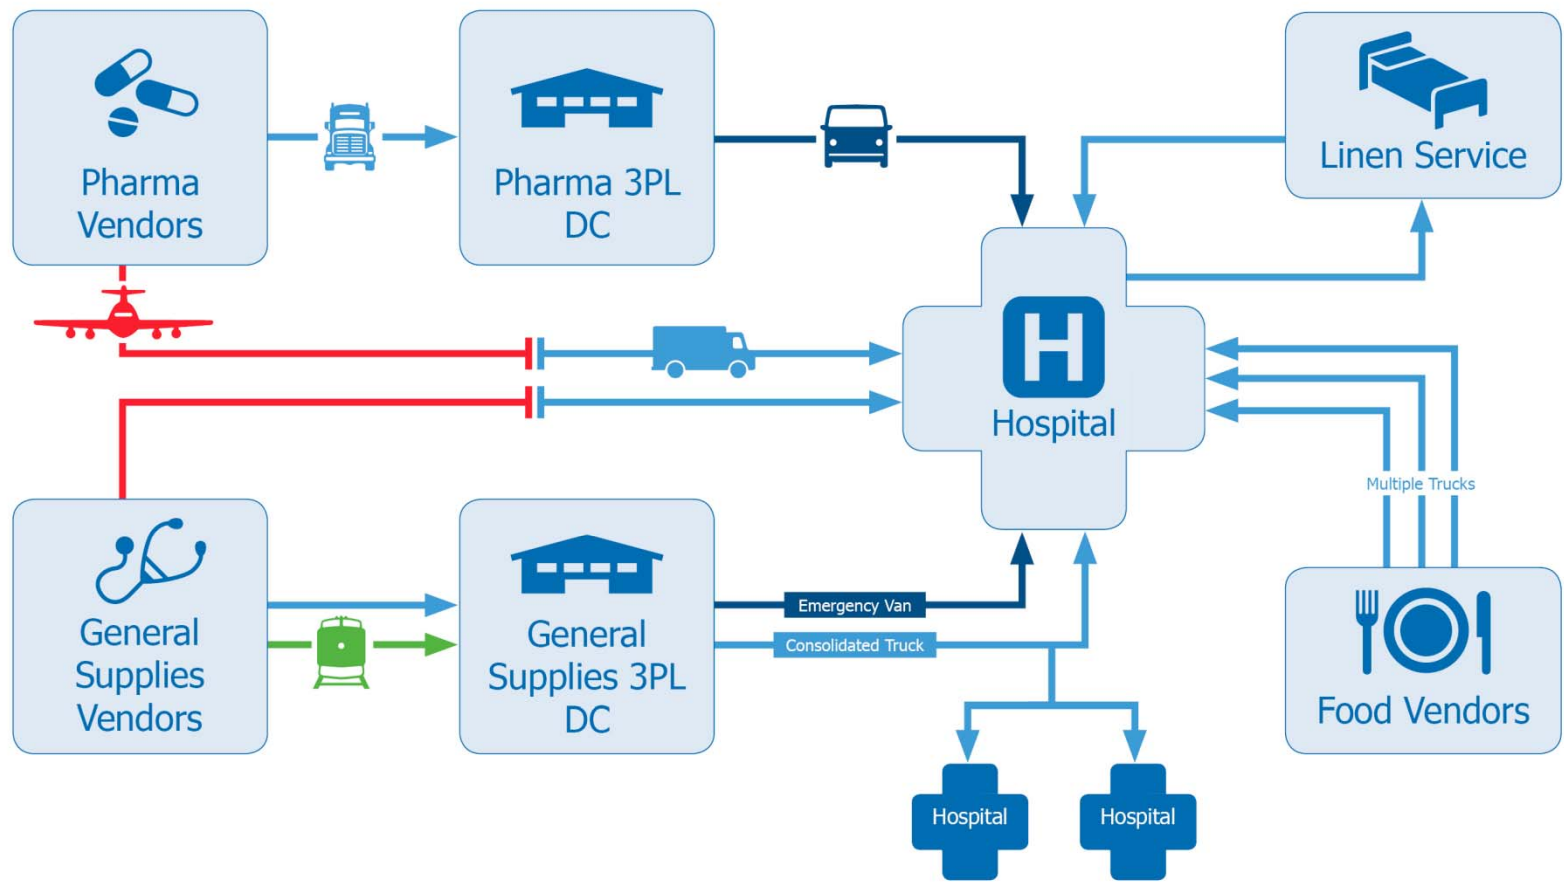 Pharma
Vendors
Pharma 3PL
DC
Linen Service
H
Hospital
Multiple Trucks
General
Supplies
Vendors
General
Supplies 3PL
DC
Emergency Van
Consolidated Truck
Food Vendors
Hospital
Hospital